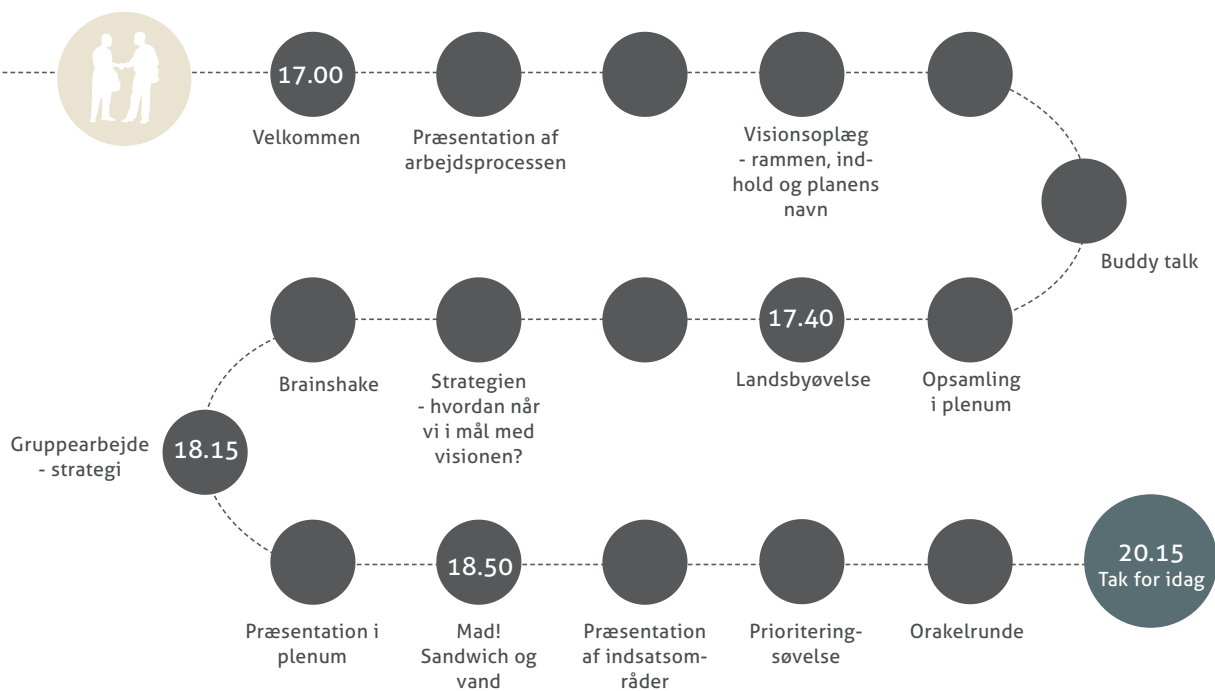 17.00
Velkommen
Præsentation af
arbejdsprocessen
Visionsoplæg
- rammen, ind-
hold og planens
navn
Buddy talk
Opsamling
i plenum
17.40
Landsbyøvelse
Strategien
- hvordan når
vi i mål med
visionen?
Brainshake
18.15
Gruppearbejde
- strategi
Præsentation i
plenum
18.50
Mad!
Sandwich og
vand
Præsentation
af indsatsom-
råder
Prioritering-
søvelse
Orakelrunde
20.15
Tak for idag